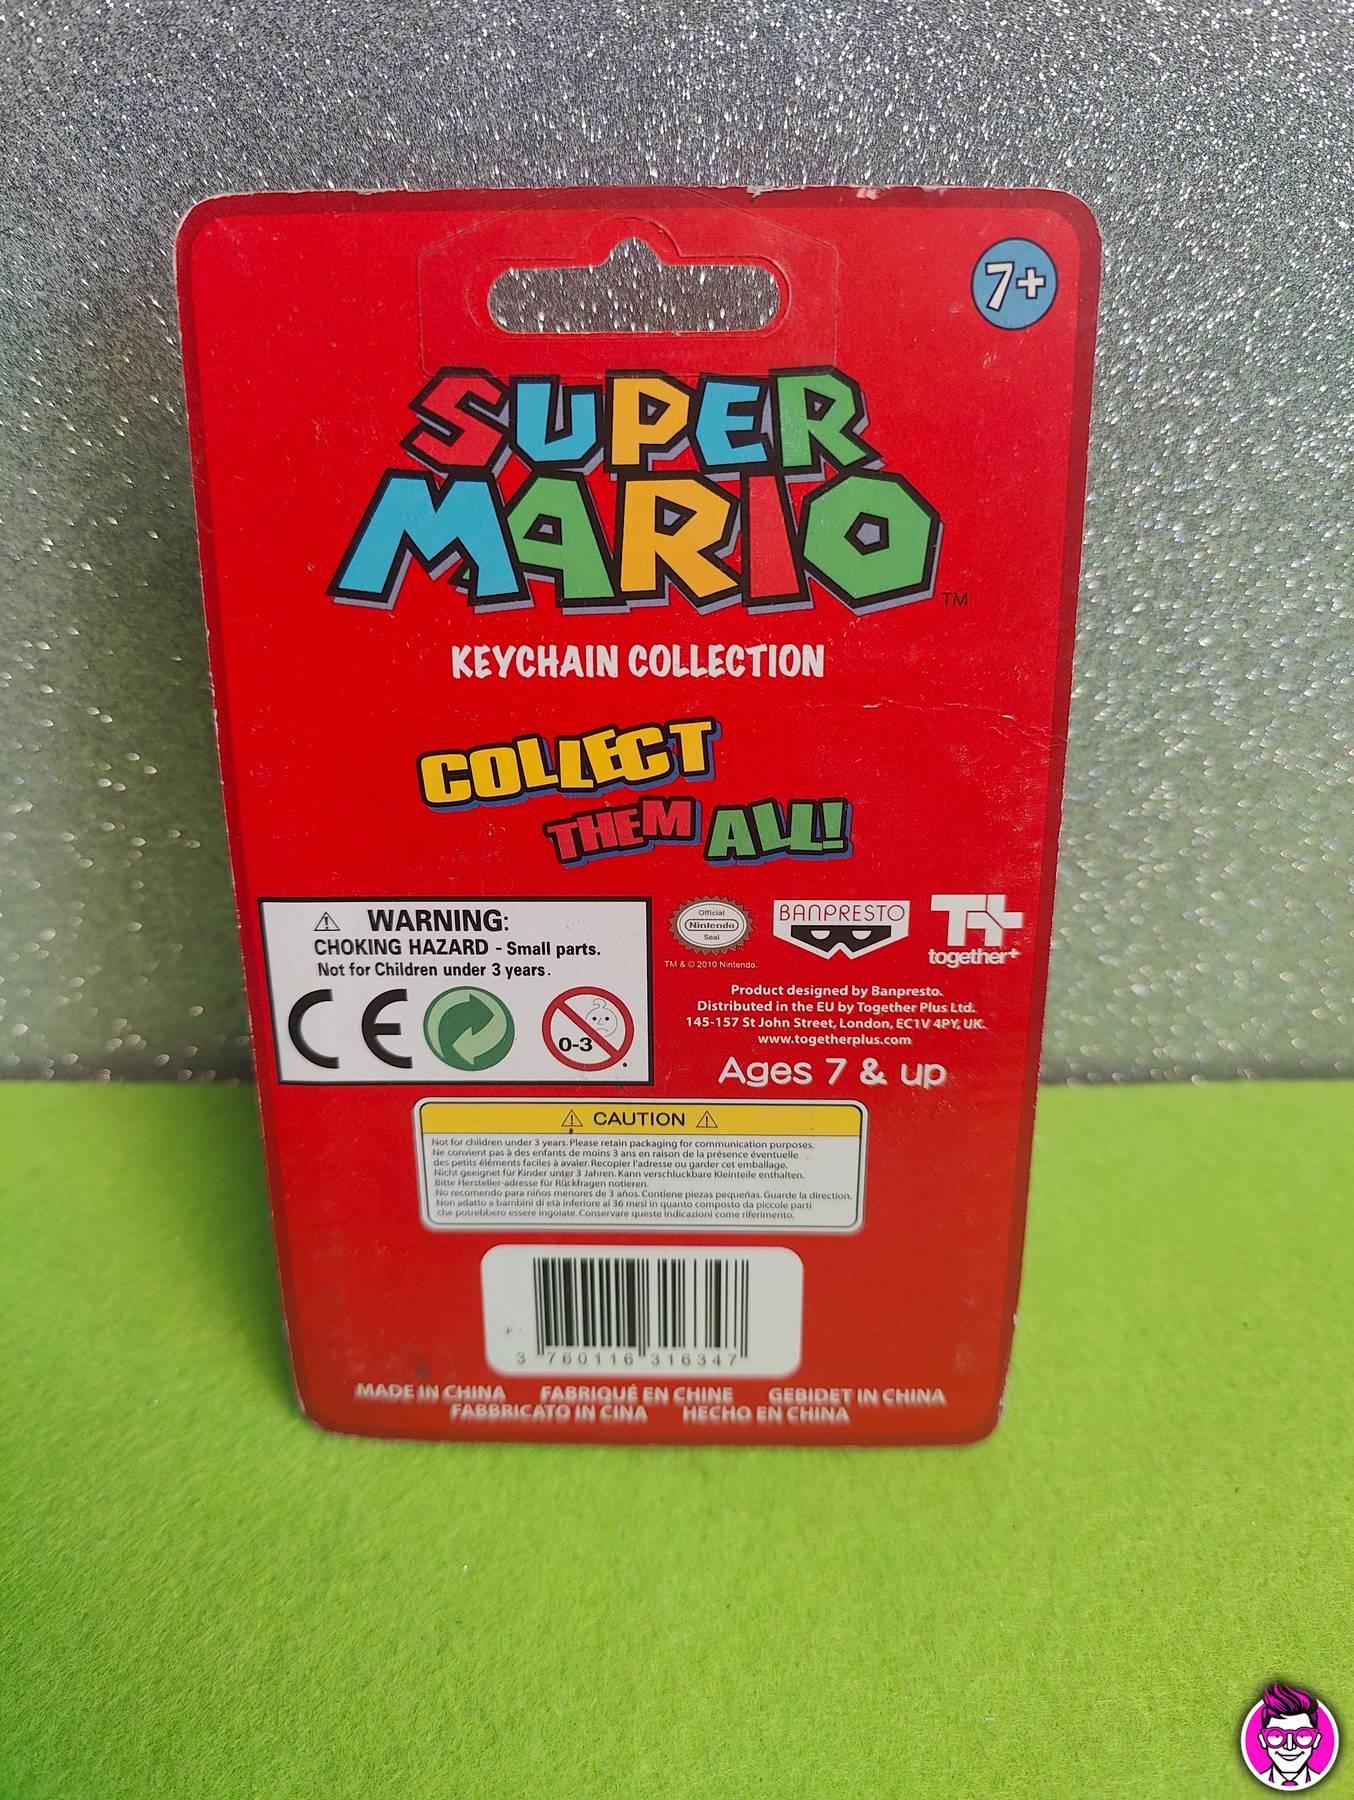 7+
SUPER
MARIO
TM
KEYCHAIN COLLECTION
COLLECT
THEM ALL!
WARNING:
CHOKING HAZARD - Small parts.
Not for Children under 3 years.
CE
0-3
Official
Nintendo
Seal
TM & © 2010 Nintendo.
BANPRESTO
T+
together+
Product designed by Banpresto.
Distributed in the EU by Together Plus Ltd.
145-157 St John Street, London, EC1V 4PY, UK.
www.togetherplus.com
Ages 7 & up
CAUTION
Not for children under 3 years. Please retain packaging for communication purposes.
Ne convient pas à des enfants de moins 3 ans en raison de la présence éventuelle
des petits éléments faciles à avaler. Recopier l'adresse ou garder cet emballage.
Nicht geeignet für Kinder unter 3 Jahren. Kann verschluckbare Kleinteile enthalten.
Bitte Hersteller-adresse für Rückfragen notieren.
No recomendo para niños menores de 3 años. Contiene piezas pequeñas. Guarde la direction.
Non adatto a bambini di età inferiore ai 36 mesi in quanto composto da piccole parti
che potrebbero essere ingoiate. Conservare queste indicazioni come riferimento.
3 760116 316347
MADE IN CHINA FABRIQUÉ EN CHINE GEBIDET IN CHINA
FABBRICATO IN CINA HECHO EN CHINA